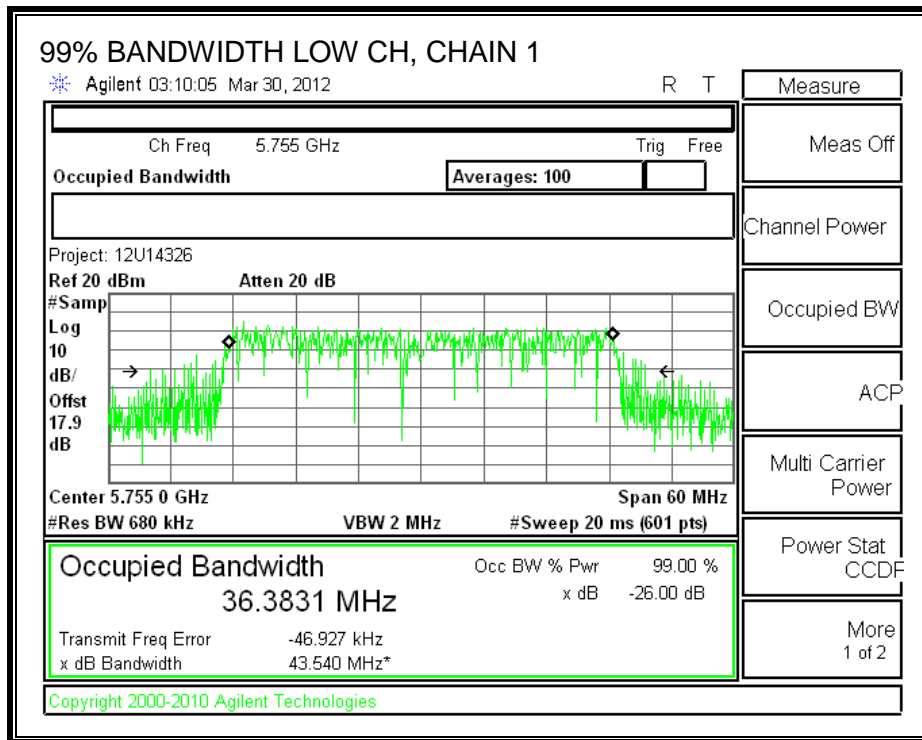 99% BANDWIDTH LOW CH, CHAIN 1
Agilent 03:10:05 Mar 30, 2012 R T
Measure
Ch Freq 5.755 GHz Trig Free
Occupied Bandwidth Averages: 100
Project: 12U14326
Ref 20 dBm Atten 20 dB
#Samp
Log
10
dB/
Offst
17.9
dB
Center 5.755 0 GHz Span 60 MHz
#Res BW 680 kHz VBW 2 MHz #Sweep 20 ms (601 pts)
Occupied Bandwidth Occ BW % Pwr 99.00 %
36.3831 MHz x dB -26.00 dB
Transmit Freq Error -46.927 kHz
x dB Bandwidth 43.540 MHz*
Copyright 2000-2010 Agilent Technologies
Meas Off
Channel Power
Occupied BW
ACP
Multi Carrier
Power
Power Stat
CCDF
More
1 of 2